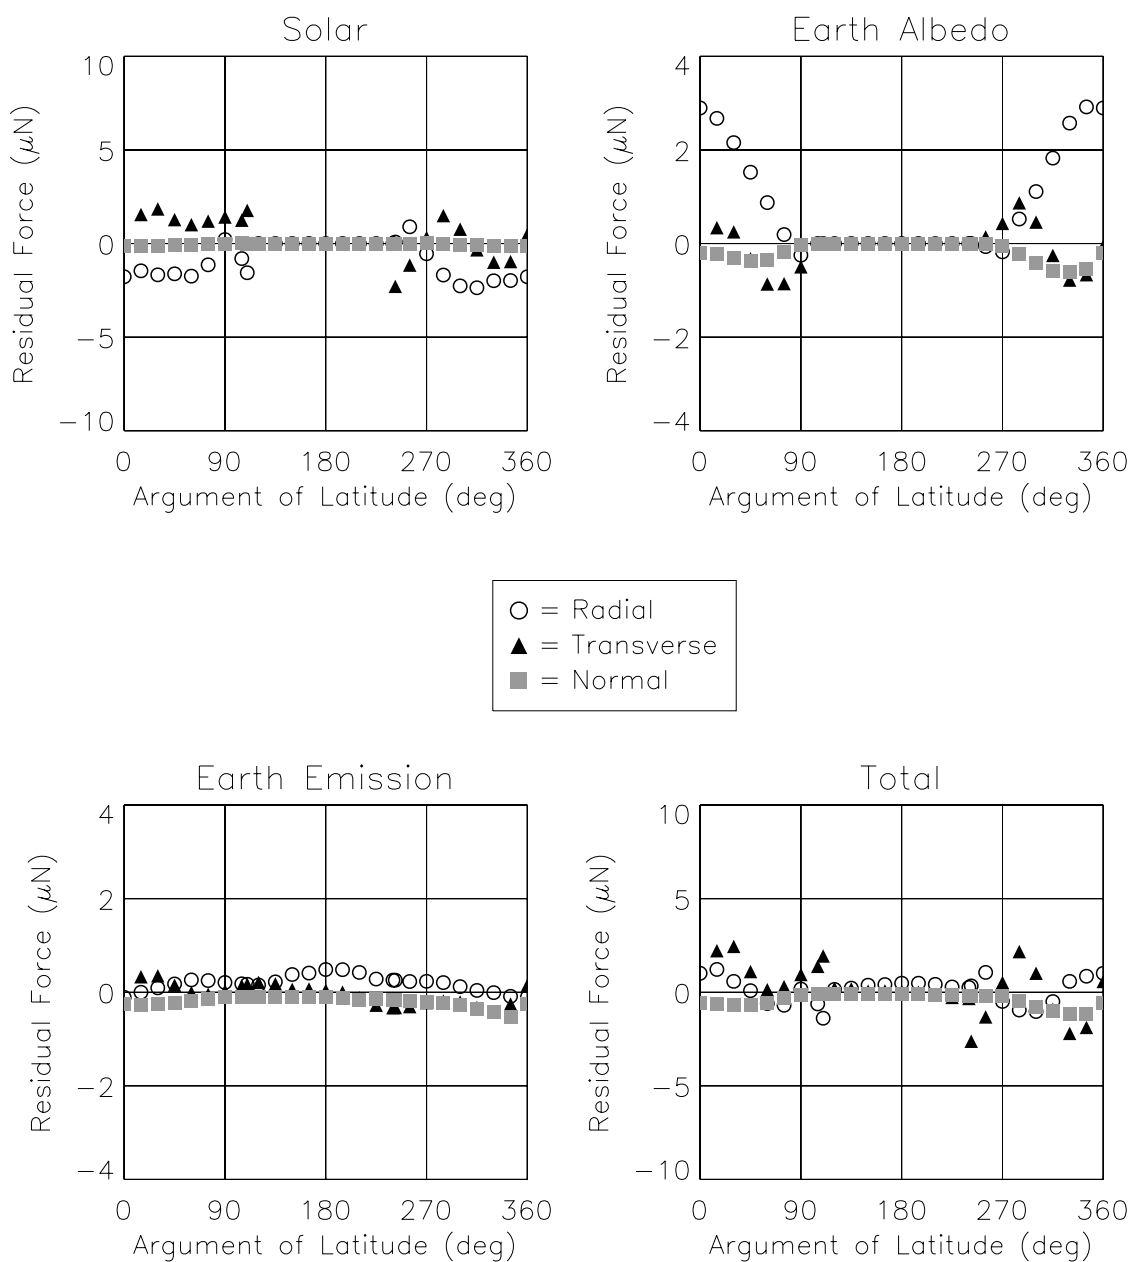 Solar
Residual Force (μN)
10
5
0
−5
−10
0 90 180 270 360
Argument of Latitude (deg)
Earth Albedo
Residual Force (μN)
4
2
0
−2
−4
0 90 180 270 360
Argument of Latitude (deg)
= Radial
= Transverse
= Normal
Earth Emission
Residual Force (μN)
4
2
0
−2
−4
0 90 180 270 360
Argument of Latitude (deg)
Total
Residual Force (μN)
10
5
0
−5
−10
0 90 180 270 360
Argument of Latitude (deg)